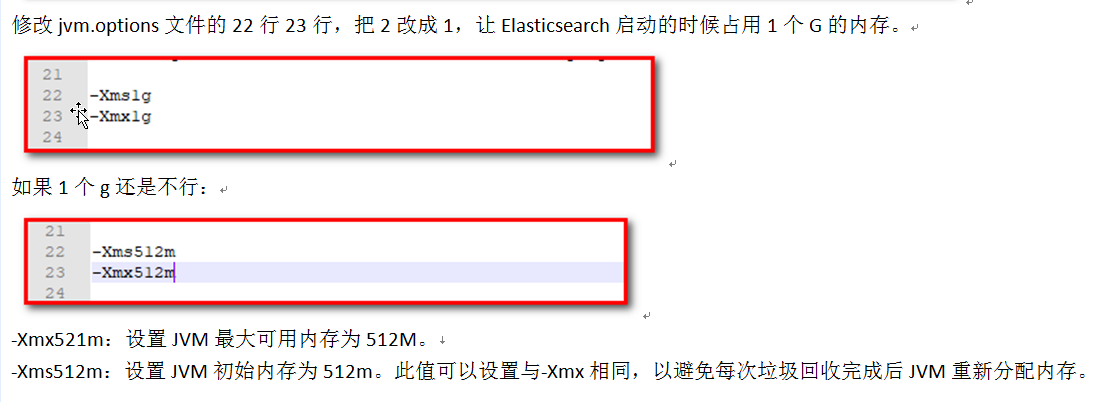 修改 jvm.options 文件的 22 行 23 行，把 2 改成 1，让 Elasticsearch 启动的时候占用 1 个 G 的内存。
21
22 -Xms1g
23 -Xmx1g
24
如果 1 个 g 还是不行：
21
22 -Xms512m
23 -Xmx512m
24
-Xmx521m：设置 JVM 最大可用内存为 512M。
-Xms512m：设置 JVM 初始内存为 512m。此值可以设置与-Xmx 相同，以避免每次垃圾回收完成后 JVM 重新分配内存。